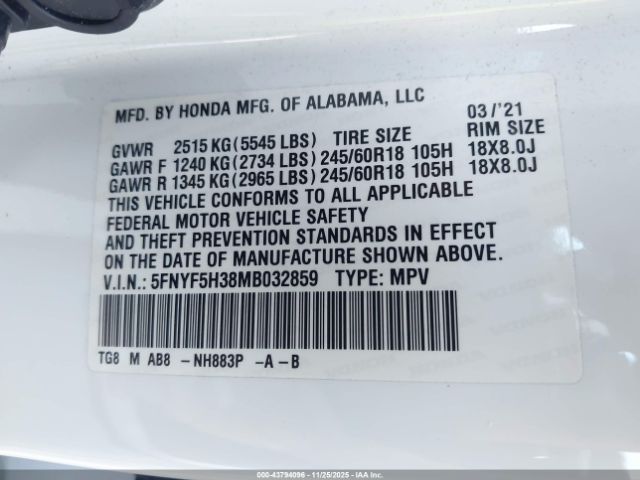 MFD. BY HONDA MFG. OF ALABAMA, LLC 03/'21
GVWR 2515 KG (5545 LBS) TIRE SIZE RIM SIZE
GAWR F 1240 KG (2734 LBS) 245/60R18 105H 18X8.0J
GAWR R 1345 KG (2965 LBS) 245/60R18 105H 18X8.0J
THIS VEHICLE CONFORMS TO ALL APPLICABLE
FEDERAL MOTOR VEHICLE SAFETY
AND THEFT PREVENTION STANDARDS IN EFFECT
ON THE DATE OF MANUFACTURE SHOWN ABOVE.
V.I.N.: 5FNYF5H38MB032859 TYPE: MPV
TG8 M AB8 -NH883P -A-B
000-43794096 - 11/25/2025 - IAAI.COM